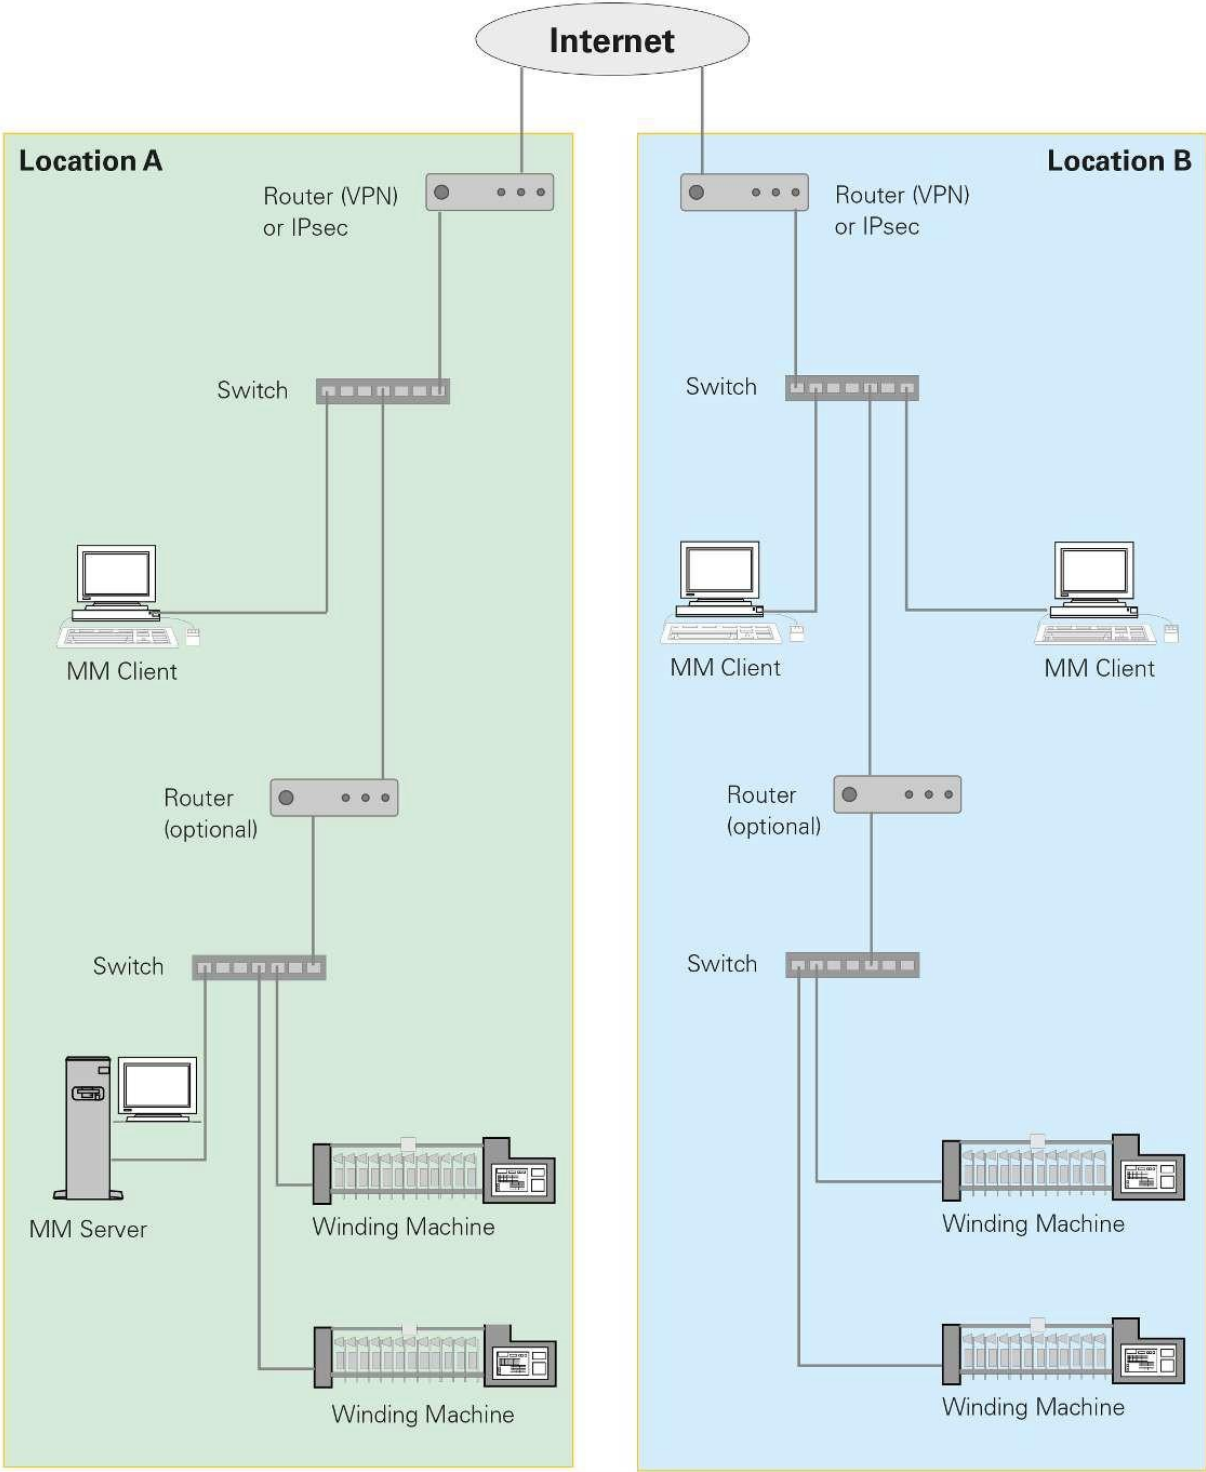 Internet
Location A
Router (VPN)
or IPsec
Switch
MM Client
Router
(optional)
Switch
MM Server
Winding Machine
Winding Machine
Location B
Router (VPN)
or IPsec
Switch
MM Client
MM Client
Router
(optional)
Switch
Winding Machine
Winding Machine